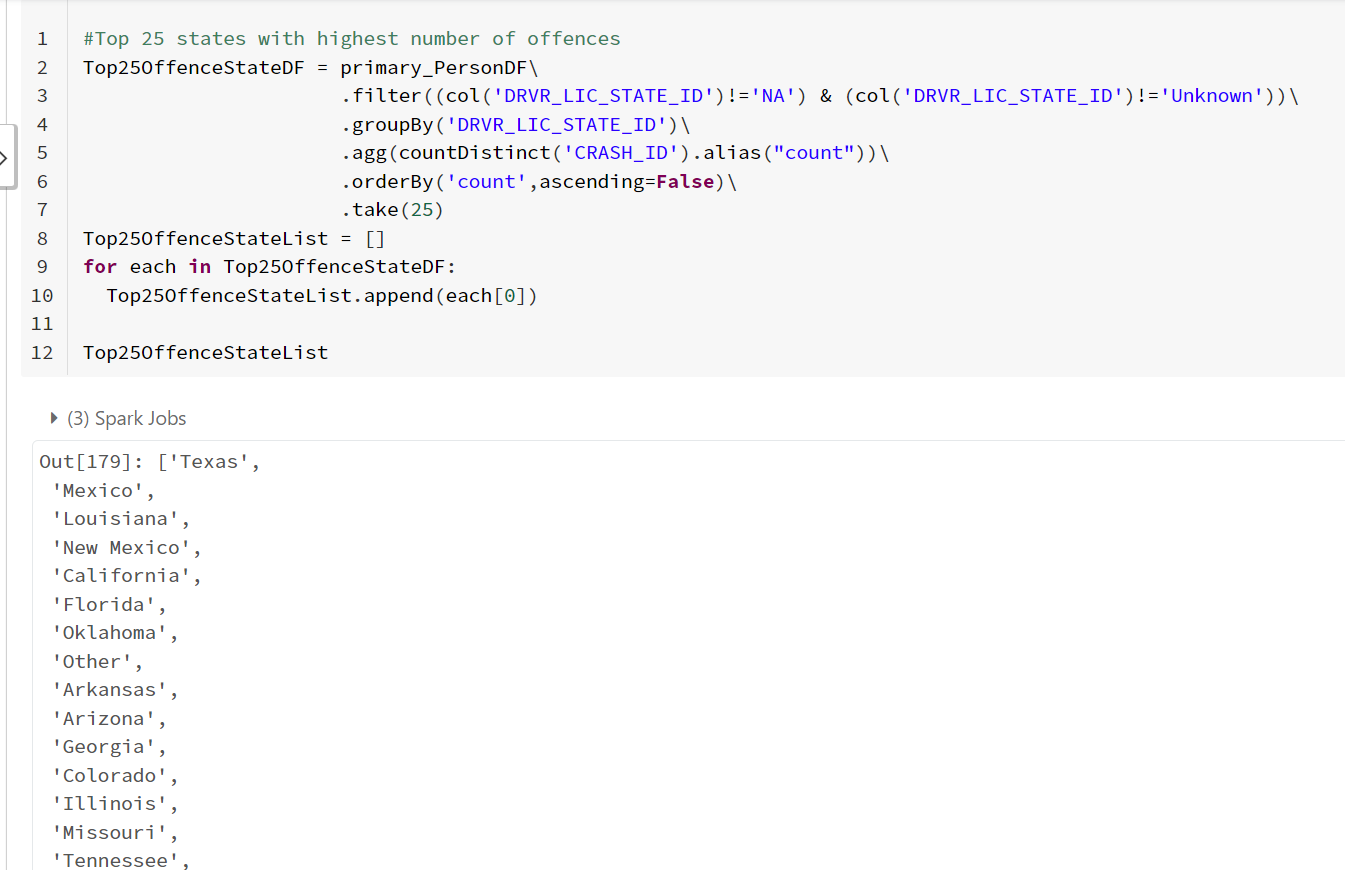 1 #Top 25 states with highest number of offences
2 Top25OffenceStateDF = primary_PersonDF\
3 .filter((col('DRVR_LIC_STATE_ID')!='NA') & (col('DRVR_LIC_STATE_ID')!='Unknown'))\
4 .groupBy('DRVR_LIC_STATE_ID')\
5 .agg(countDistinct('CRASH_ID').alias("count"))\
6 .orderBy('count',ascending=False)\
7 .take(25)
8 Top25OffenceStateList = []
9 for each in Top25OffenceStateDF:
10 Top25OffenceStateList.append(each[0])
11
12 Top25OffenceStateList
(3) Spark Jobs
Out[179]: ['Texas',
'Mexico',
'Louisiana',
'New Mexico',
'California',
'Florida',
'Oklahoma',
'Other',
'Arkansas',
'Arizona',
'Georgia',
'Colorado',
'Illinois',
'Missouri',
'Tennessee',